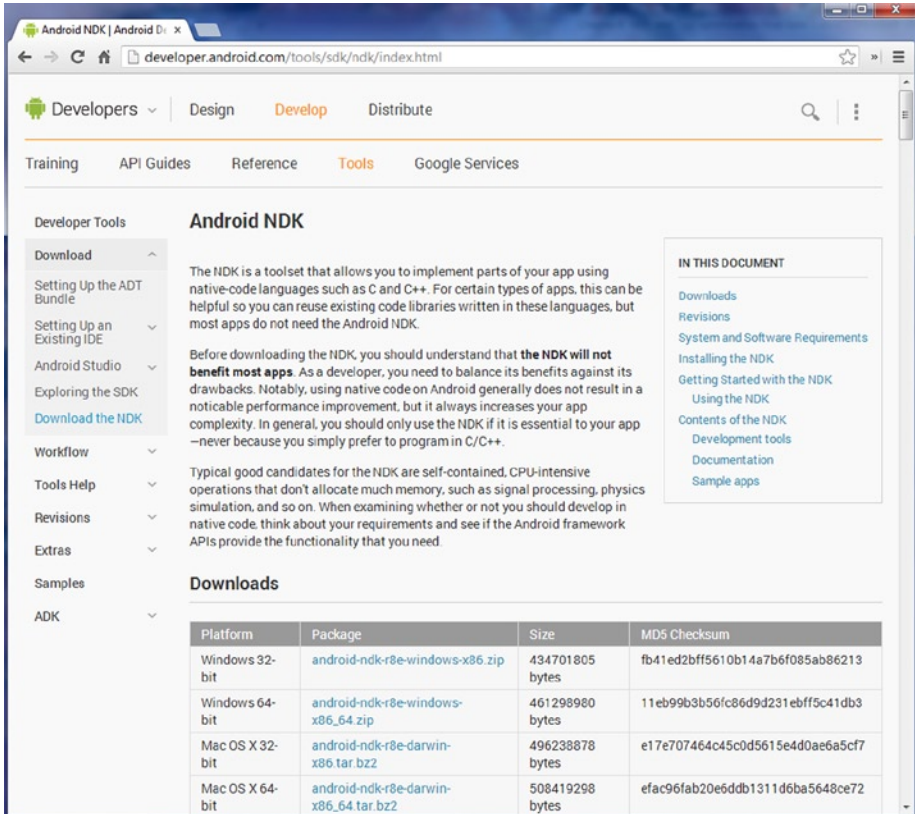 Android NDK | Android De
developer.android.com/tools/sdk/ndk/index.html
Developers
Design
Develop
Distribute
Training
API Guides
Reference
Tools
Google Services
Developer Tools
Download
Setting Up the ADT
Bundle
Setting Up an
Existing IDE
Android Studio
Exploring the SDK
Download the NDK
Workflow
Tools Help
Revisions
Extras
Samples
ADK
Android NDK
The NDK is a toolset that allows you to implement parts of your app using
native-code languages such as C and C++. For certain types of apps, this can be
helpful so you can reuse existing code libraries written in these languages, but
most apps do not need the Android NDK.
Before downloading the NDK, you should understand that the NDK will not
benefit most apps. As a developer, you need to balance its benefits against its
drawbacks. Notably, using native code on Android generally does not result in a
noticable performance improvement, but it always increases your app
complexity. In general, you should only use the NDK if it is essential to your app
—never because you simply prefer to program in C/C++.
Typical good candidates for the NDK are self-contained, CPU-intensive
operations that don't allocate much memory, such as signal processing, physics
simulation, and so on. When examining whether or not you should develop in
native code, think about your requirements and see if the Android framework
APIs provide the functionality that you need.
IN THIS DOCUMENT
Downloads
Revisions
System and Software Requirements
Installing the NDK
Getting Started with the NDK
Using the NDK
Contents of the NDK
Development tools
Documentation
Sample apps
Downloads
Platform Package Size MD5 Checksum
Windows 32- android-ndk-r8e-windows-x86.zip 434701805 fb41ed2bff5610b14a7b6f085ab86213
bit bytes
Windows 64- android-ndk-r8e-windows- 461298980 11eb99b3b56fc86d9d231ebff5c41db3
bit x86_64.zip bytes
Mac OS X 32- android-ndk-r8e-darwin- 496238878 e17e707464c45c0d5615e4d0ae6a5cf7
bit x86.tar.bz2 bytes
Mac OS X 64- android-ndk-r8e-darwin- 508419298 efac96fab20e6ddb1311d6ba5648ce72
bit x86_64.tar.bz2 bytes